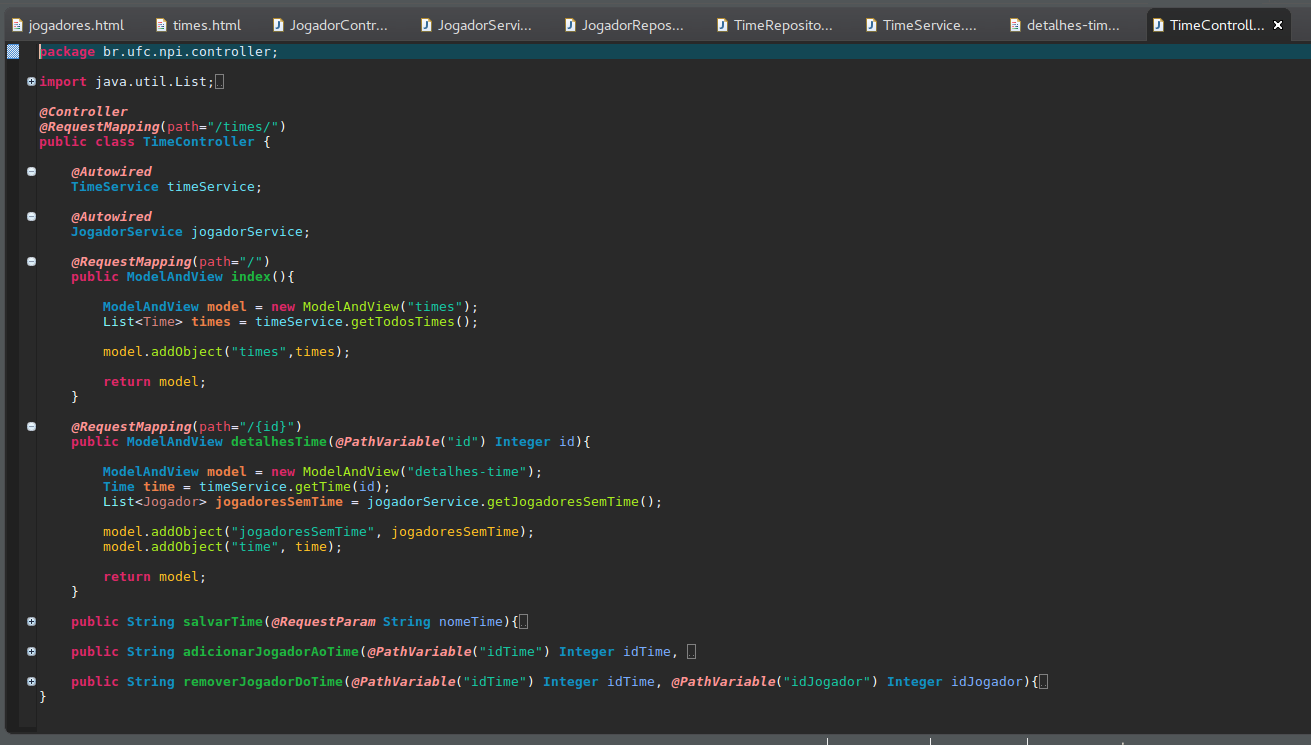 jogadores.html times.html JogadorContr... JogadorServi... JogadorRepos... TimeReposito... TimeService.... detalhes-tim... TimeControll...
package br.ufc.npi.controller;
import java.util.List;
@Controller
@RequestMapping(path="/times/")
public class TimeController {
@Autowired
TimeService timeService;
@Autowired
JogadorService jogadorService;
@RequestMapping(path="/")
public ModelAndView index(){
ModelAndView model = new ModelAndView("times");
List<Time> times = timeService.getTodosTimes();
model.addObject("times",times);
return model;
}
@RequestMapping(path="/{id}")
public ModelAndView detalhesTime(@PathVariable("id") Integer id){
ModelAndView model = new ModelAndView("detalhes-time");
Time time = timeService.getTime(id);
List<Jogador> jogadoresSemTime = jogadorService.getJogadoresSemTime();
model.addObject("jogadoresSemTime", jogadoresSemTime);
model.addObject("time", time);
return model;
}
public String salvarTime(@RequestParam String nomeTime){
public String adicionarJogadorAoTime(@PathVariable("idTime") Integer idTime,
public String removerJogadorDoTime(@PathVariable("idTime") Integer idTime, @PathVariable("idJogador") Integer idJogador){
}